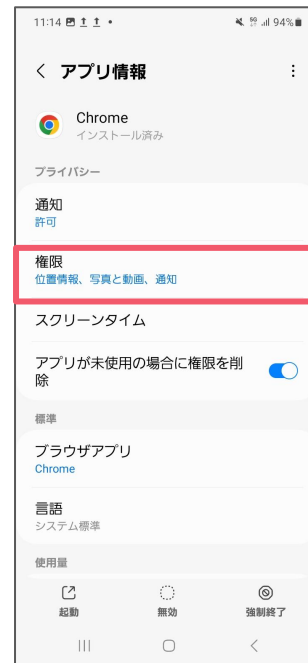 11:14
5G 94%
アプリ情報
Chrome
インストール済み
プライバシー
通知
許可
権限
位置情報、写真と動画、通知
スクリーンタイム
アプリが未使用の場合に権限を削
除
標準
ブラウザアプリ
Chrome
言語
システム標準
使用量
起動
無効
強制終了